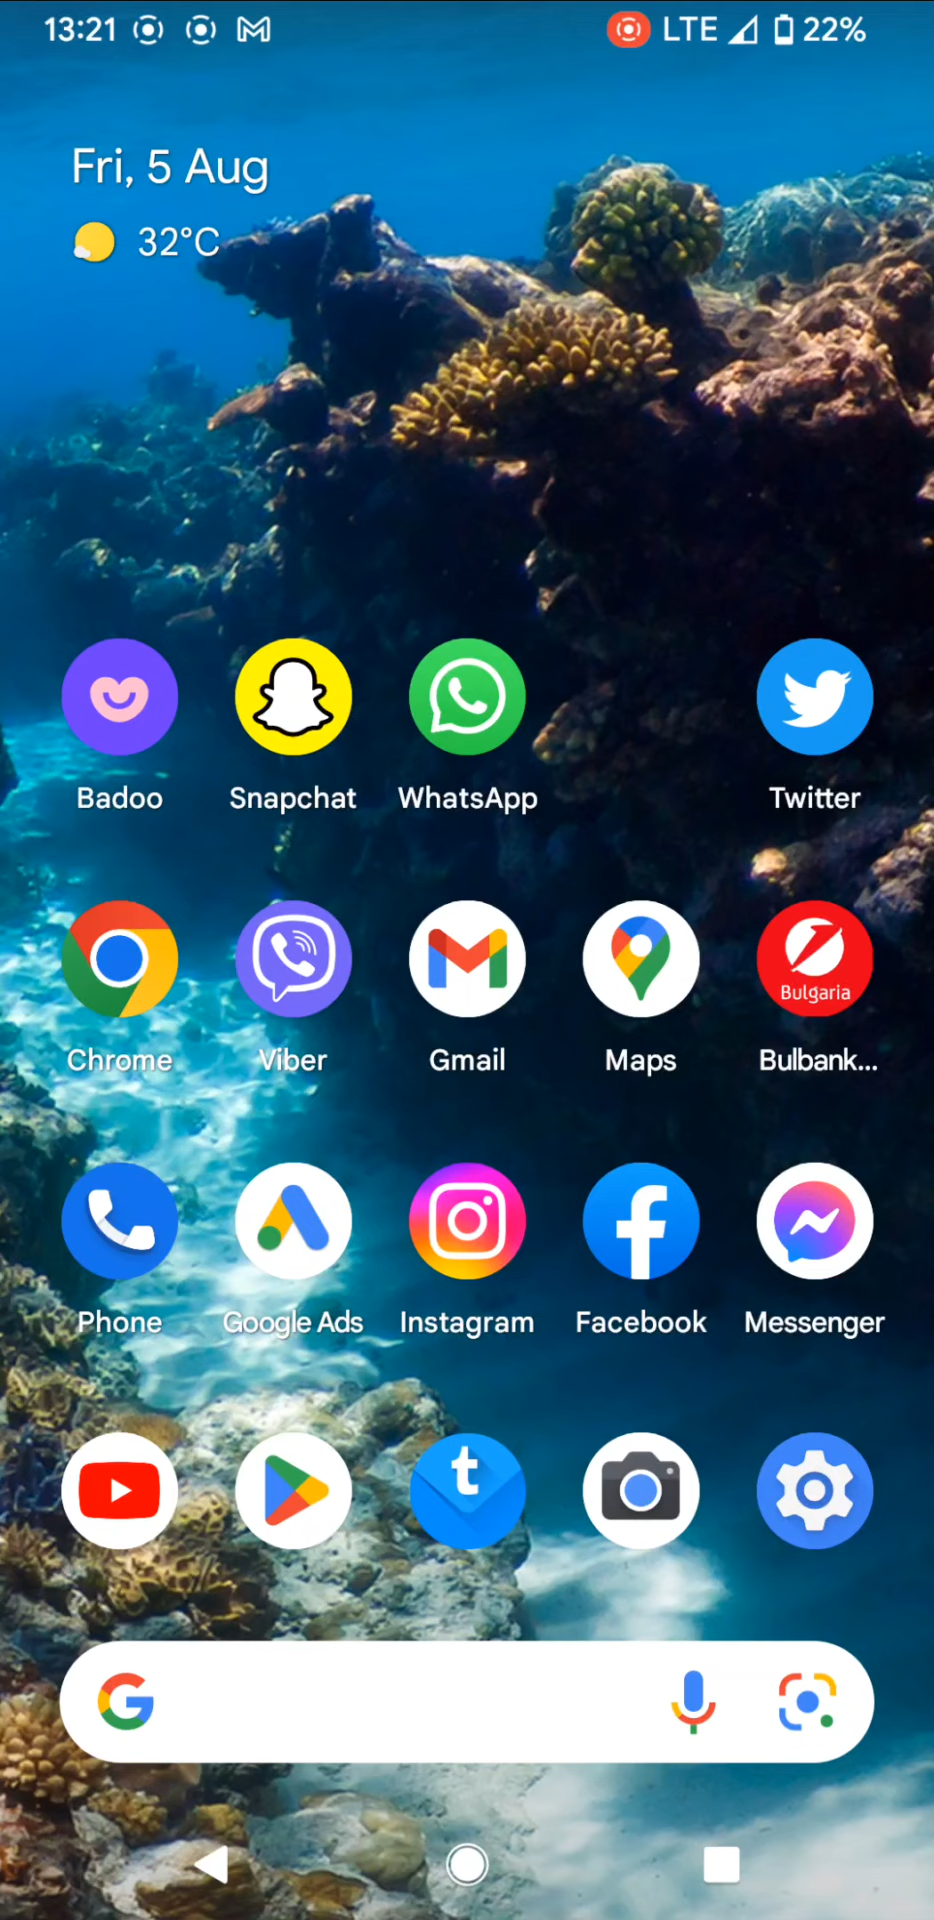 13:21 LTE 22%
Fri, 5 Aug
32°C
Badoo Snapchat WhatsApp Twitter
Bulgaria
Chrome Viber Gmail Maps Bulbank...
Phone Google Ads Instagram Facebook Messenger
t